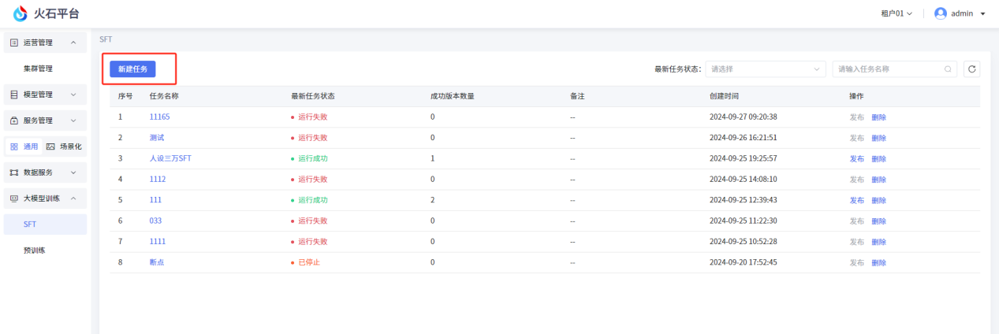 火石平台
租户01
admin
运营管理
集群管理
模型管理
服务管理
通用 场景化
数据服务
大模型训练
SFT
预训练
SFT
新建任务
最新任务状态: 请选择 请输入任务名称
序号 任务名称 最新任务状态 成功版本数量 备注 创建时间 操作
1 11165 运行失败 0 -- 2024-09-27 09:20:38 发布 删除
2 测试 运行失败 0 -- 2024-09-26 16:21:51 发布 删除
3 人设三万SFT 运行成功 1 -- 2024-09-25 19:25:57 发布 删除
4 1112 运行失败 0 -- 2024-09-25 14:08:10 发布 删除
5 111 运行成功 2 -- 2024-09-25 12:39:43 发布 删除
6 033 运行失败 0 -- 2024-09-25 11:22:30 发布 删除
7 1111 运行失败 0 -- 2024-09-25 10:52:28 发布 删除
8 断点 已停止 0 -- 2024-09-20 17:52:45 发布 删除